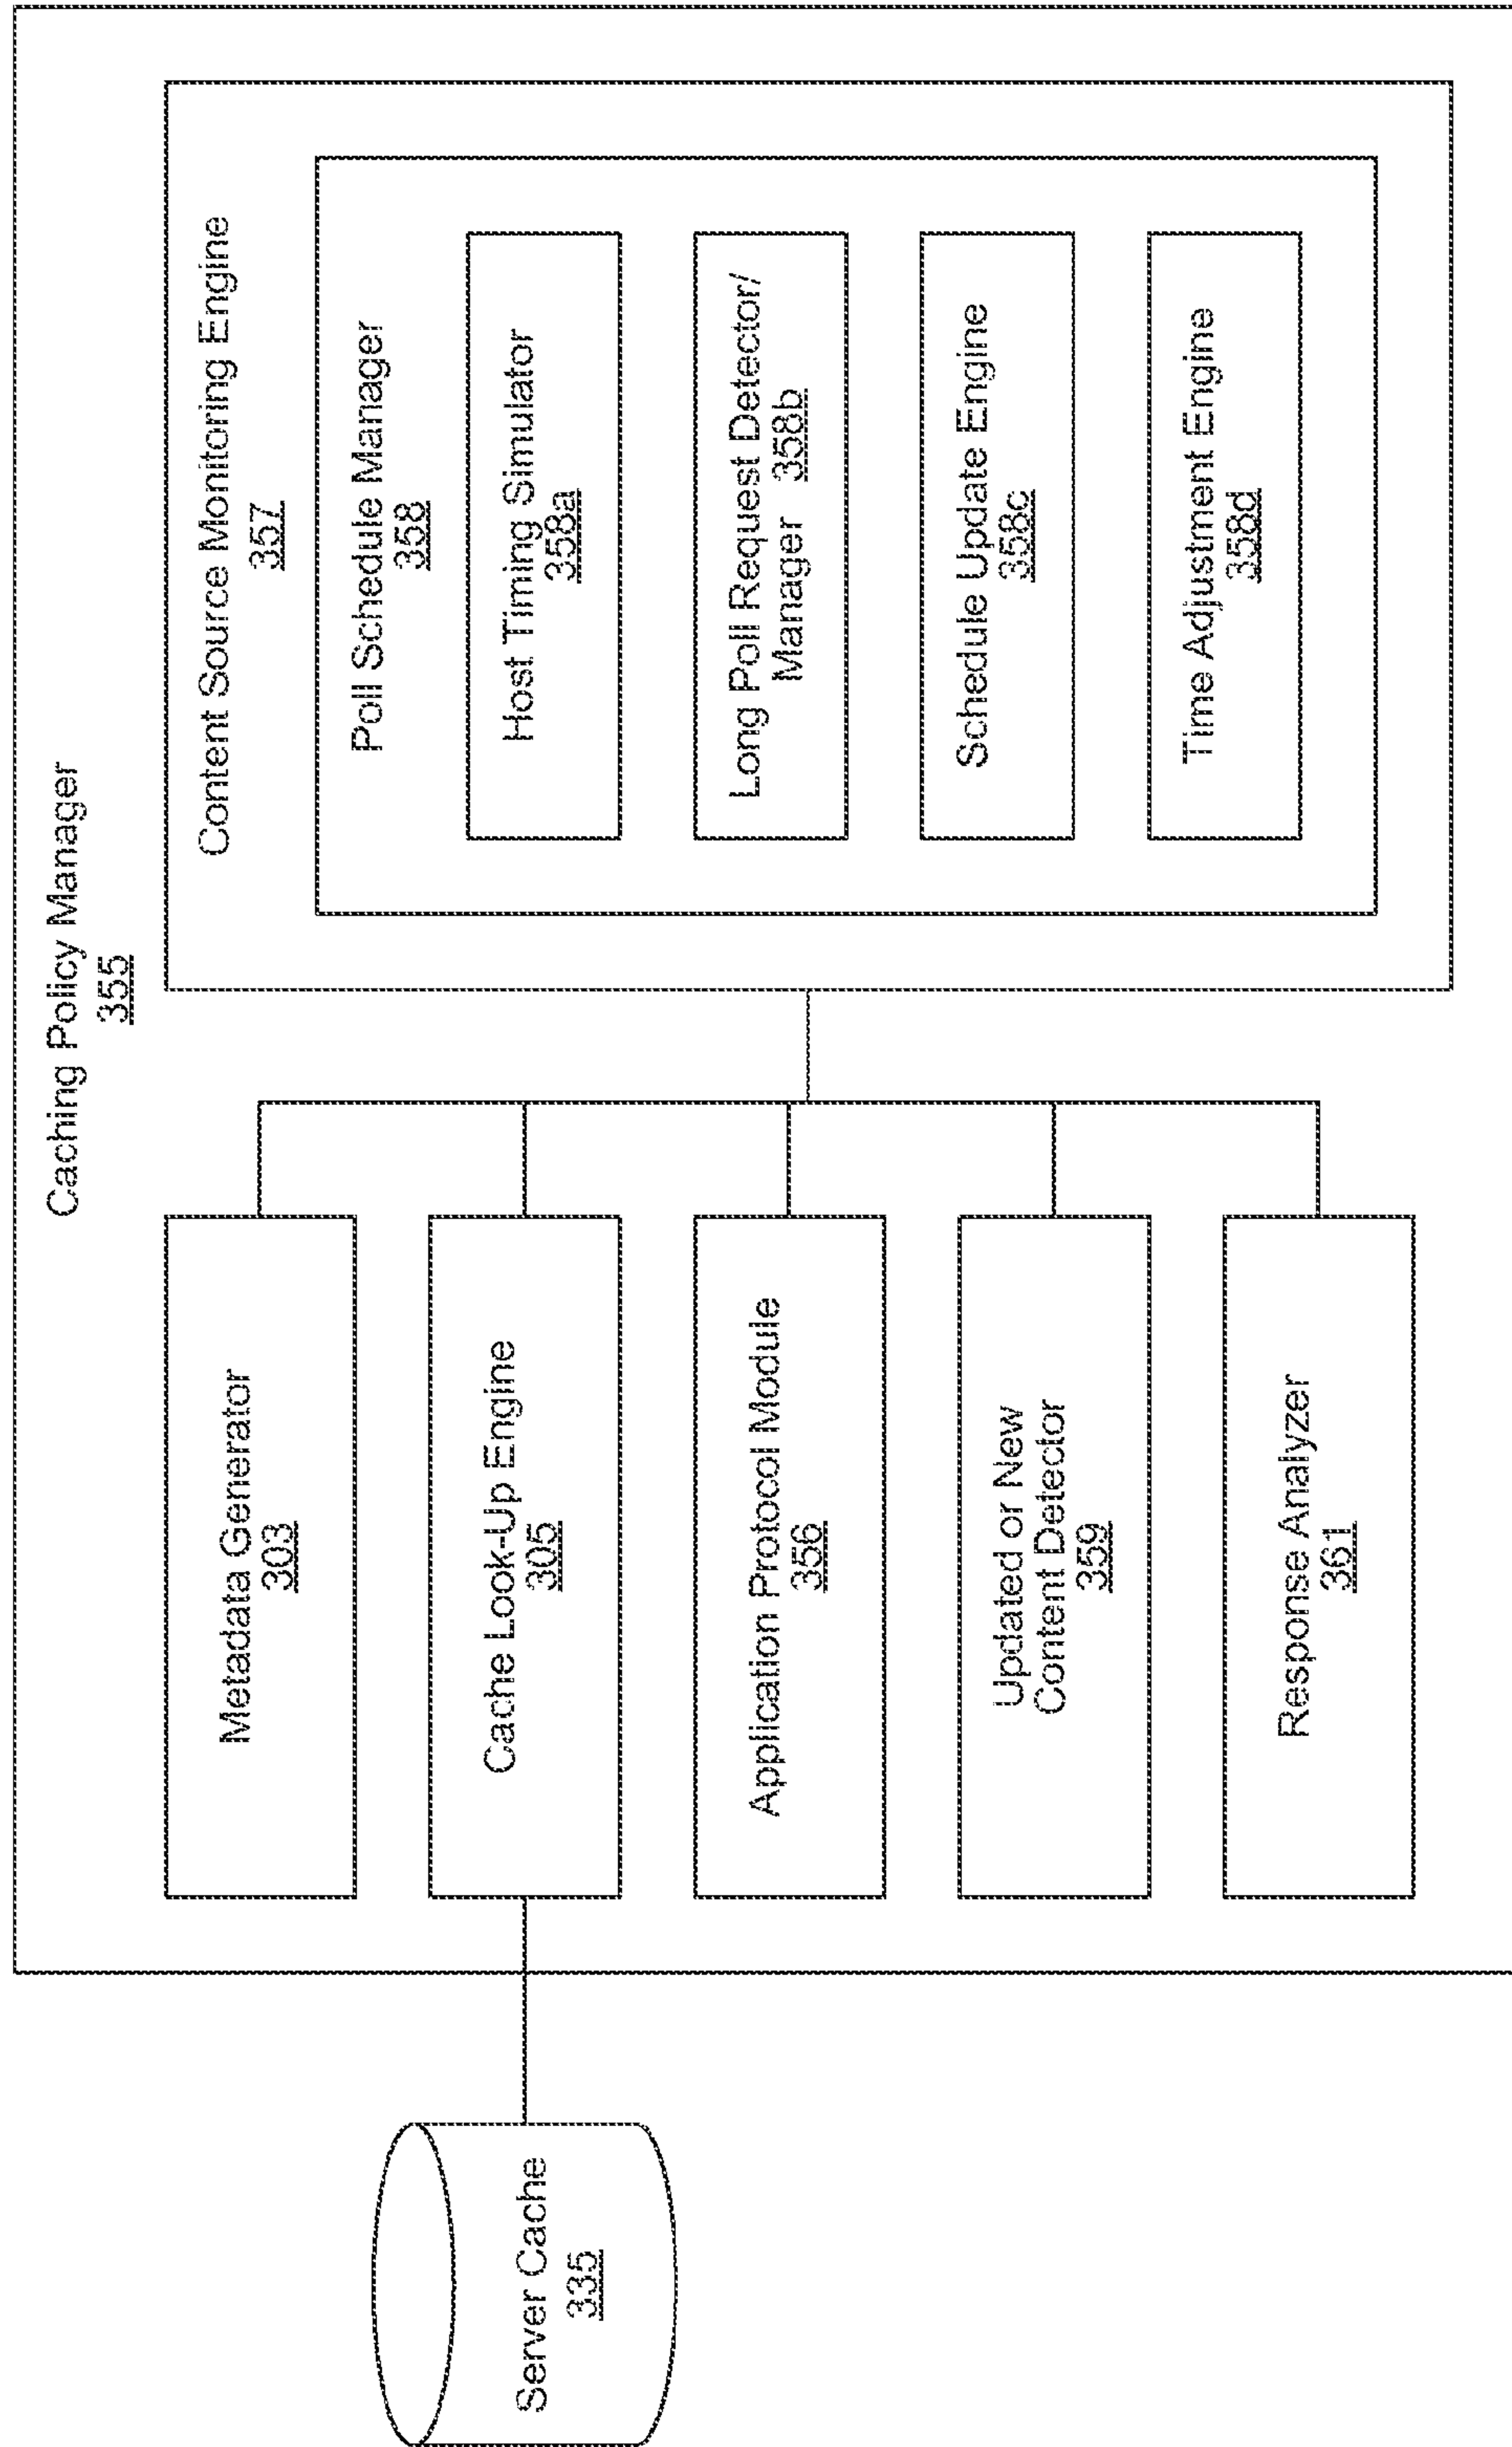 Caching Policy Manager
355
Metadata Generator
303
Cache Look-Up Engine
305
Application Protocol Module
356
Updated or New
Content Detector
359
Response Analyzer
361
Server Cache
335
Content Source Monitoring Engine
357
Poll Schedule Manager
358
Host Timing Simulator
358a
Long Poll Request Detector/
Manager 358b
Schedule Update Engine
358c
Time Adjustment Engine
358d